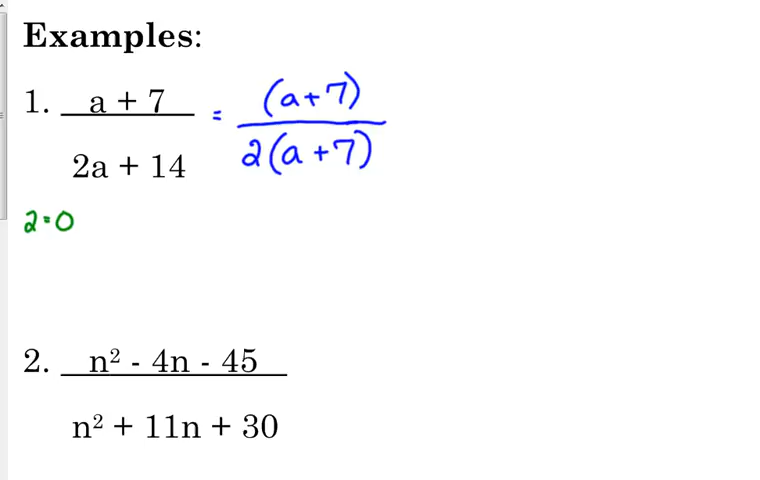 Examples:
1. a + 7 = (a+7)
2a + 14 2(a+7)
2=0
2. n² - 4n - 45
n² + 11n + 30